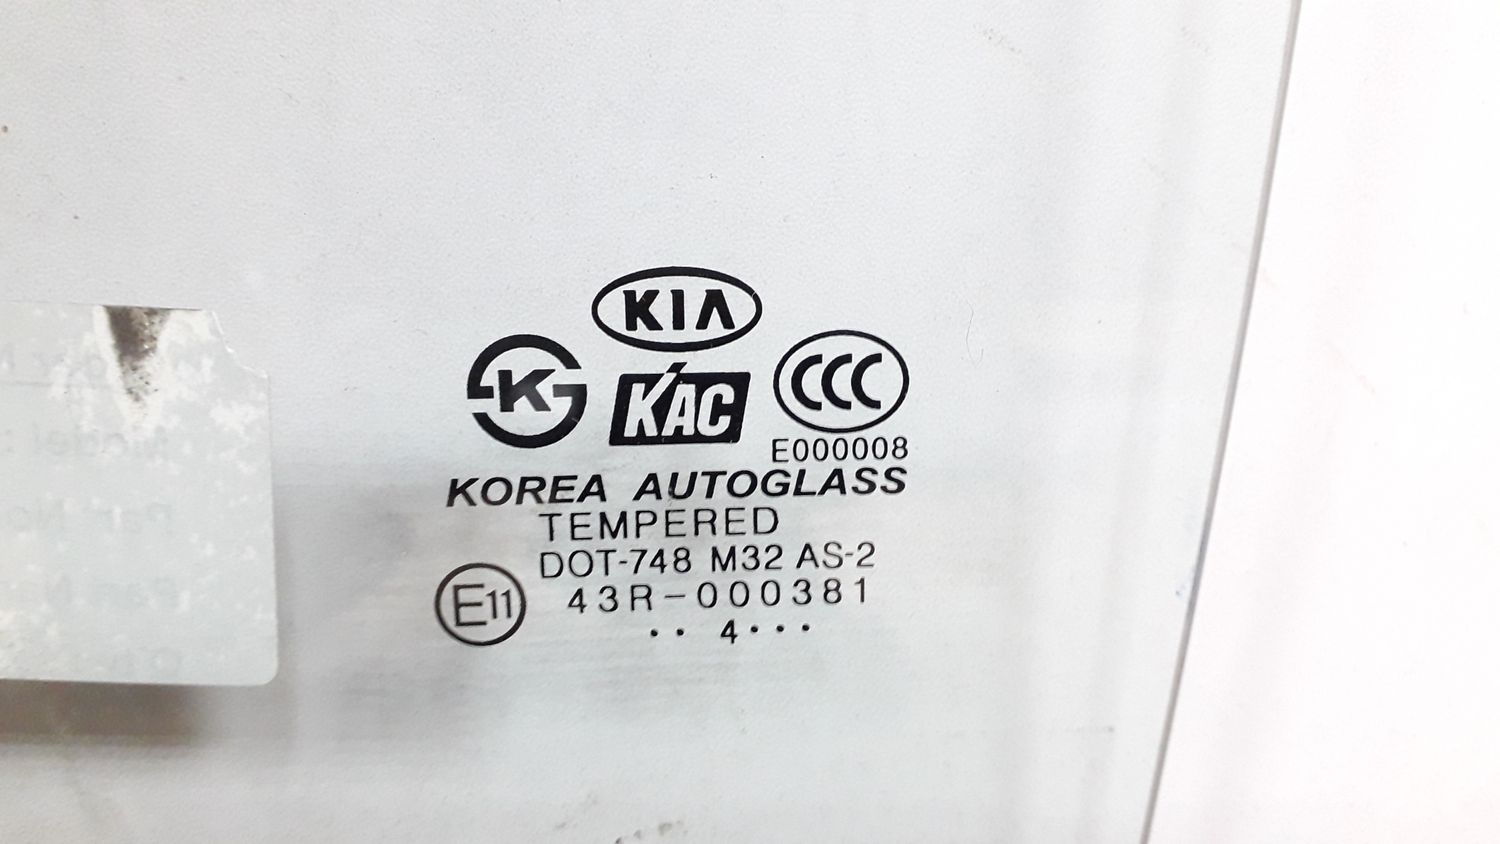 KIA
K
KAC
CCC
E000008
KOREA AUTOGLASS
TEMPERED
DOT-748 M32 AS-2
E11
43R-000381
•• 4•••